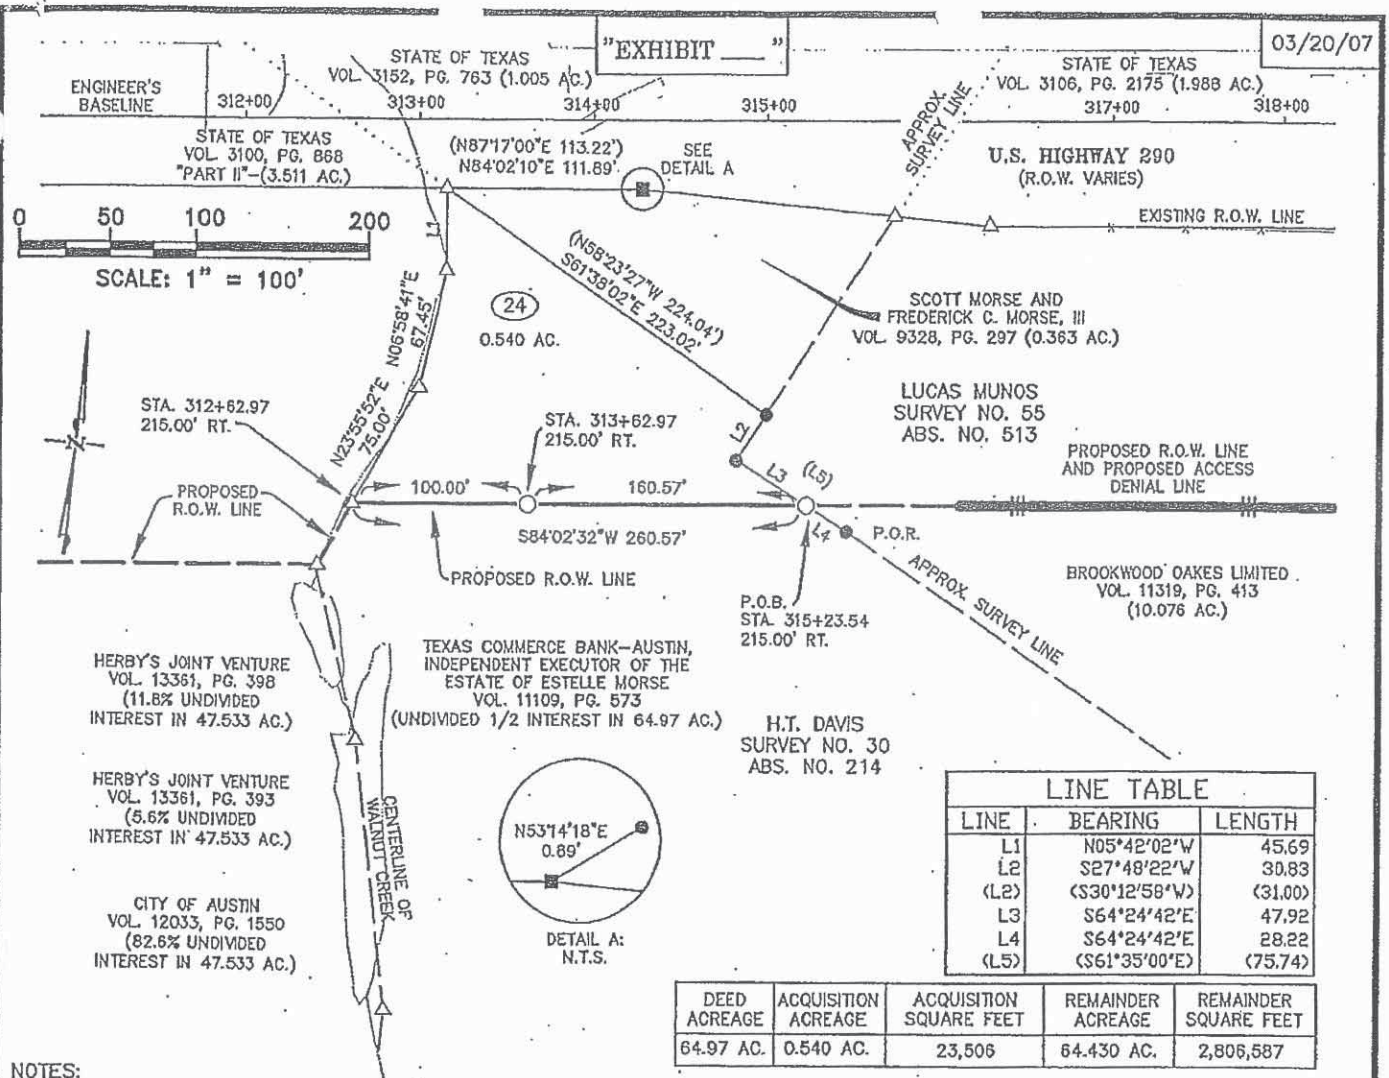 "EXHIBIT ____ "
03/20/07
STATE OF TEXAS
VOL. 3152, PG. 763 (1.005 AC.)
STATE OF TEXAS
VOL. 3106, PG. 2175 (1.988 AC.)
ENGINEER'S
BASELINE
312+00
313+00
314+00
315+00
317+00
318+00
APPROX.
SURVEY LINE
STATE OF TEXAS
VOL. 3100, PG. 868
"PART II"-(3.511 AC.)
(N87°17'00"E 113.22')
N84°02'10"E 111.89'
SEE
DETAIL A
U.S. HIGHWAY 290
(R.O.W. VARIES)
EXISTING R.O.W. LINE
0 50 100 200
SCALE: 1" = 100'
L1
(N58°23'27"W 224.04')
S61°38'02"E 223.02'
24
0.540 AC.
SCOTT MORSE AND
FREDERICK C. MORSE, III
VOL. 9328, PG. 297 (0.363 AC.)
N06°58'41"E
67.45'
N23°55'52"E
75.00'
STA. 312+62.97
215.00' RT.
STA. 313+62.97
215.00' RT.
LUCAS MUNOS
SURVEY NO. 55
ABS. NO. 513
L2
L3
(L5)
L4
PROPOSED R.O.W. LINE
AND PROPOSED ACCESS
DENIAL LINE
PROPOSED
R.O.W. LINE
100.00'
160.57'
S84°02'32"W 260.57'
P.O.R.
PROPOSED R.O.W. LINE
P.O.B.
STA. 315+23.54
215.00' RT.
APPROX. SURVEY LINE
BROOKWOOD OAKES LIMITED
VOL. 11319, PG. 413
(10.076 AC.)
HERBY'S JOINT VENTURE
VOL. 13361, PG. 398
(11.8% UNDIVIDED
INTEREST IN 47.533 AC.)
TEXAS COMMERCE BANK-AUSTIN,
INDEPENDENT EXECUTOR OF THE
ESTATE OF ESTELLE MORSE
VOL. 11109, PG. 573
(UNDIVIDED 1/2 INTEREST IN 64.97 AC.)
H.T. DAVIS
SURVEY NO. 30
ABS. NO. 214
HERBY'S JOINT VENTURE
VOL. 13361, PG. 393
(5.6% UNDIVIDED
INTEREST IN 47.533 AC.)
CENTERLINE OF
WALNUT CREEK
N53°14'18"E
0.89'
DETAIL A:
N.T.S.
CITY OF AUSTIN
VOL. 12033, PG. 1550
(82.6% UNDIVIDED
INTEREST IN 47.533 AC.)
LINE TABLE
LINE BEARING LENGTH
L1 N05°42'02"W 45.69
L2 S27°48'22"W 30.83
(L2) (S30°12'58"W) (31.00)
L3 S64°24'42"E 47.92
L4 S64°24'42"E 28.22
(L5) (S61°35'00"E) (75.74)
DEED
ACREAGE
ACQUISITION
ACREAGE
ACQUISITION
SQUARE FEET
REMAINDER
ACREAGE
REMAINDER
SQUARE FEET
64.97 AC. 0.540 AC. 23,506 64.430 AC. 2,806,587
NOTES: